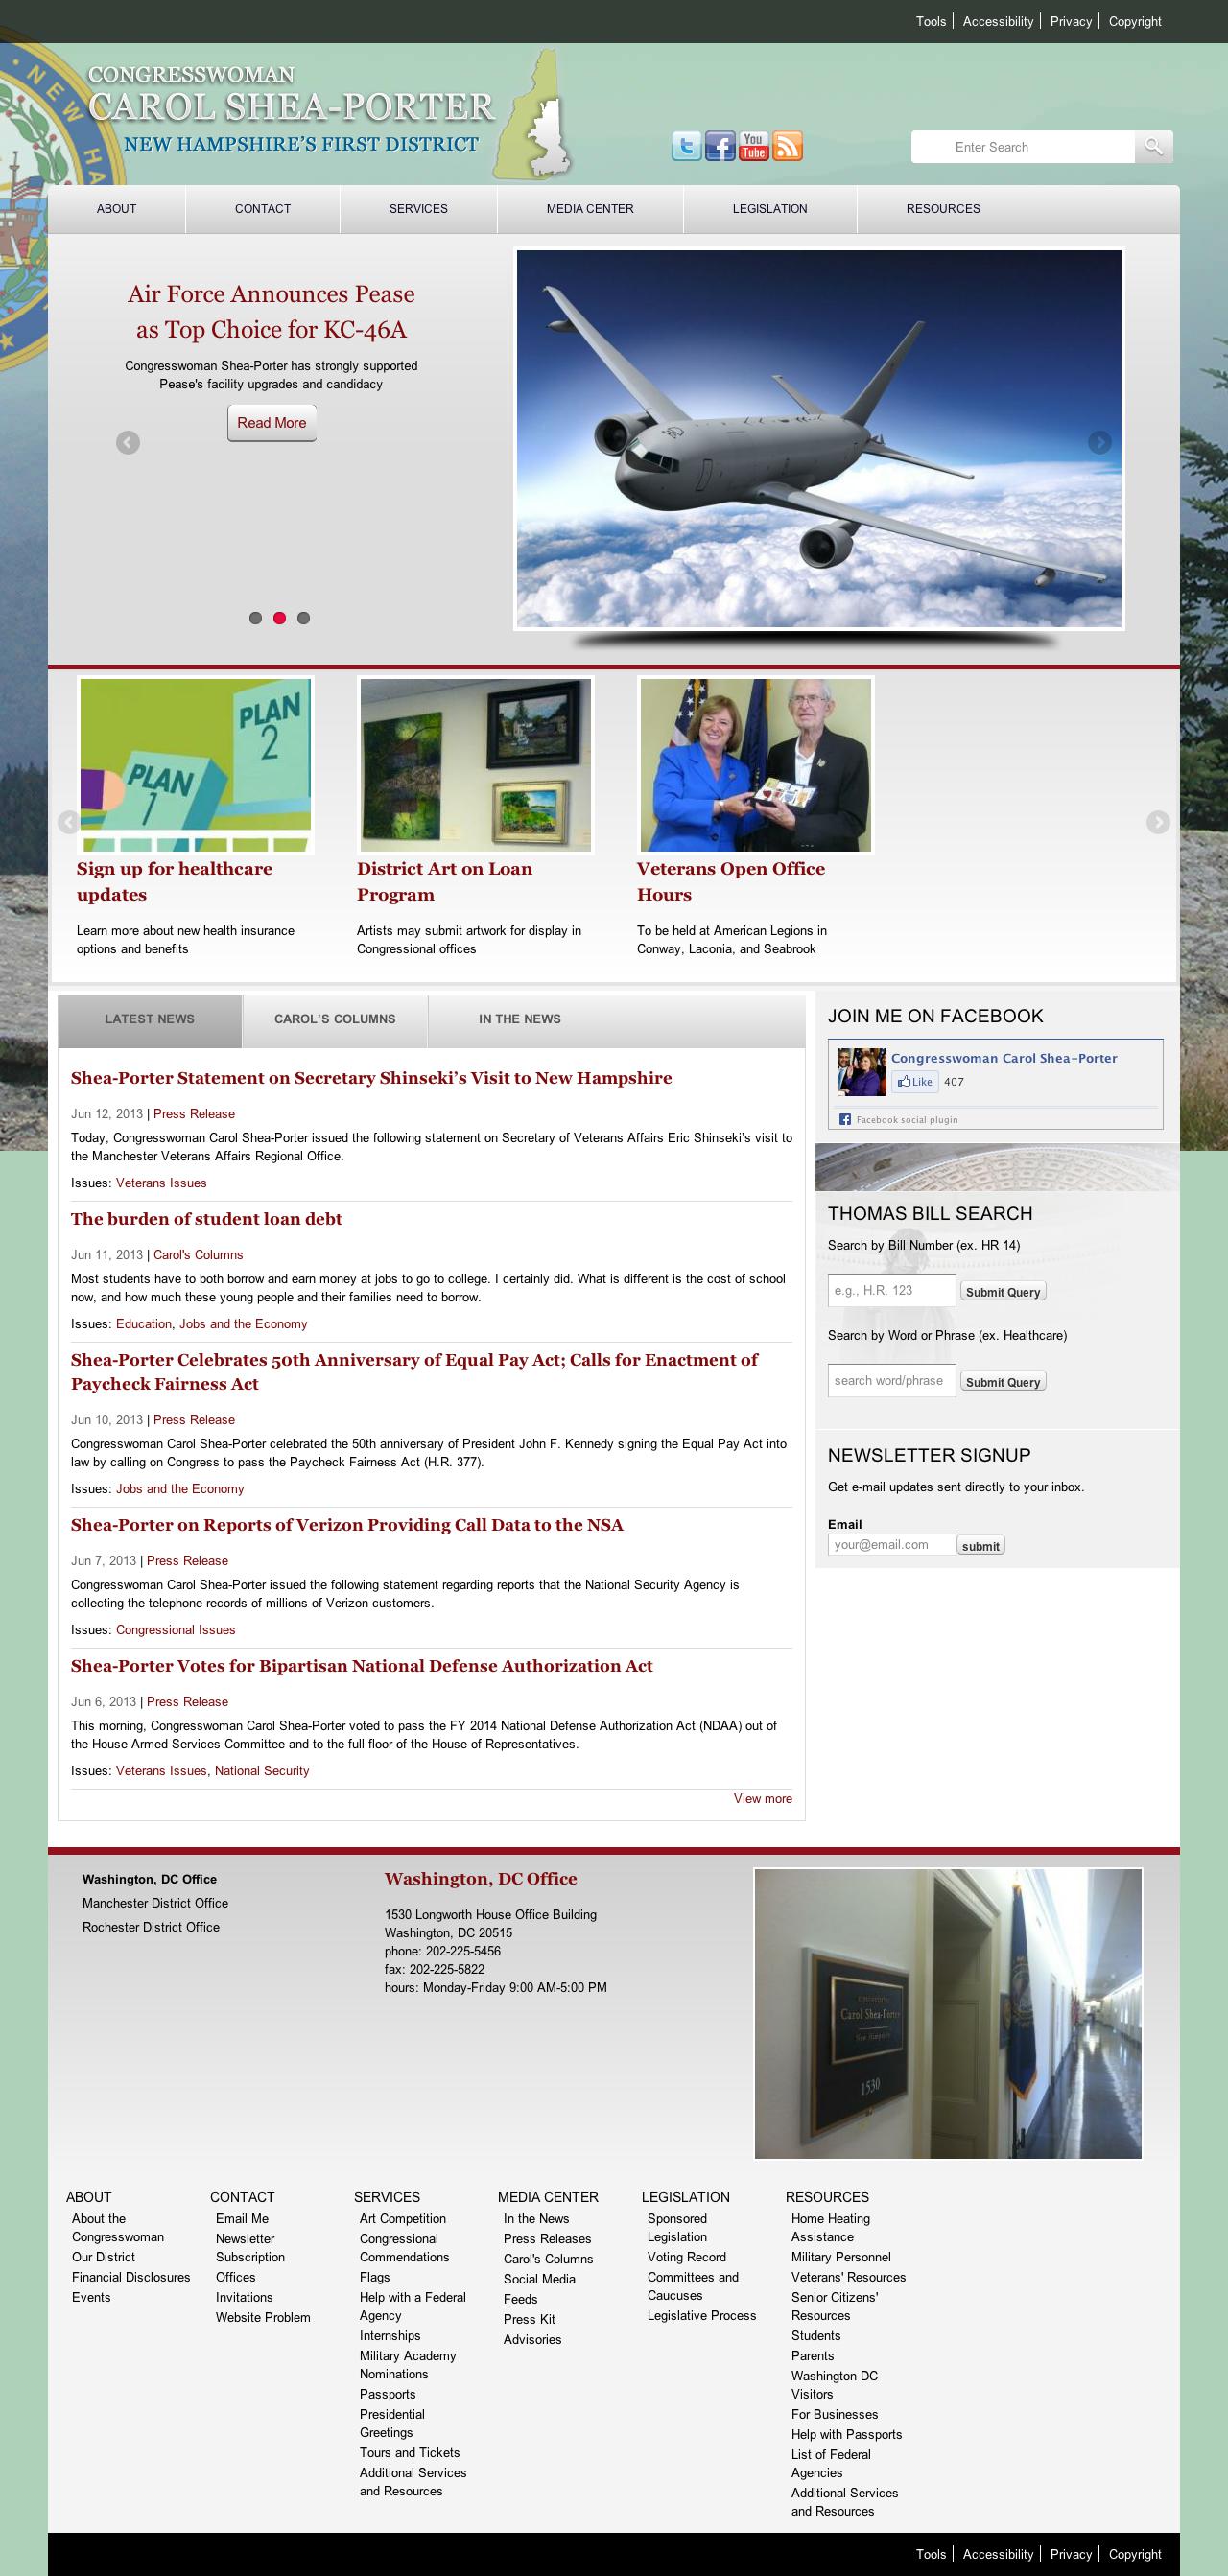 Tools
Accessibility
Privacy
Copyright
NEW HA
CONGRESSWOMAN
CAROL SHEA-PORTER
NEW HAMPSHIRE'S FIRST DISTRICT
You
Tube
Enter Search
ABOUT
CONTACT
SERVICES
MEDIA CENTER
LEGISLATION
RESOURCES
Air Force Announces Pease
as Top Choice for KC-46A
Congresswoman Shea-Porter has strongly supported
Pease's facility upgrades and candidacy
Read More
PLAN
2
PLAN
1
Sign up for healthcare
updates
Learn more about new health insurance
options and benefits
District Art on Loan
Program
Artists may submit artwork for display in
Congressional offices
Veterans Open Office
Hours
To be held at American Legions in
Conway, Laconia, and Seabrook
LATEST NEWS
CAROL'S COLUMNS
IN THE NEWS
Shea-Porter Statement on Secretary Shinseki's Visit to New Hampshire
Jun 12, 2013 | Press Release
Today, Congresswoman Carol Shea-Porter issued the following statement on Secretary of Veterans Affairs Eric Shinseki's visit to
the Manchester Veterans Affairs Regional Office.
Issues: Veterans Issues
The burden of student loan debt
Jun 11, 2013 | Carol's Columns
Most students have to both borrow and earn money at jobs to go to college. I certainly did. What is different is the cost of school
now, and how much these young people and their families need to borrow.
Issues: Education, Jobs and the Economy
Shea-Porter Celebrates 50th Anniversary of Equal Pay Act; Calls for Enactment of
Paycheck Fairness Act
Jun 10, 2013 | Press Release
Congresswoman Carol Shea-Porter celebrated the 50th anniversary of President John F. Kennedy signing the Equal Pay Act into
law by calling on Congress to pass the Paycheck Fairness Act (H.R. 377).
Issues: Jobs and the Economy
Shea-Porter on Reports of Verizon Providing Call Data to the NSA
Jun 7, 2013 | Press Release
Congresswoman Carol Shea-Porter issued the following statement regarding reports that the National Security Agency is
collecting the telephone records of millions of Verizon customers.
Issues: Congressional Issues
Shea-Porter Votes for Bipartisan National Defense Authorization Act
Jun 6, 2013 | Press Release
This morning, Congresswoman Carol Shea-Porter voted to pass the FY 2014 National Defense Authorization Act (NDAA) out of
the House Armed Services Committee and to the full floor of the House of Representatives.
Issues: Veterans Issues, National Security
View more
JOIN ME ON FACEBOOK
Congresswoman Carol Shea-Porter
Like 407
Facebook social plugin
THOMAS BILL SEARCH
Search by Bill Number (ex. HR 14)
e.g., H.R. 123
Submit Query
Search by Word or Phrase (ex. Healthcare)
search word/phrase
Submit Query
NEWSLETTER SIGNUP
Get e-mail updates sent directly to your inbox.
Email
your@email.com
submit
Washington, DC Office
Manchester District Office
Rochester District Office
Washington, DC Office
1530 Longworth House Office Building
Washington, DC 20515
phone: 202-225-5456
fax: 202-225-5822
hours: Monday-Friday 9:00 AM-5:00 PM
Carol Shea-Porter
New Hampshire
1530
ABOUT
About the
Congresswoman
Our District
Financial Disclosures
Events
CONTACT
Email Me
Newsletter
Subscription
Offices
Invitations
Website Problem
SERVICES
Art Competition
Congressional
Commendations
Flags
Help with a Federal
Agency
Internships
Military Academy
Nominations
Passports
Presidential
Greetings
Tours and Tickets
Additional Services
and Resources
MEDIA CENTER
In the News
Press Releases
Carol's Columns
Social Media
Feeds
Press Kit
Advisories
LEGISLATION
Sponsored
Legislation
Voting Record
Committees and
Caucuses
Legislative Process
RESOURCES
Home Heating
Assistance
Military Personnel
Veterans' Resources
Senior Citizens'
Resources
Students
Parents
Washington DC
Visitors
For Businesses
Help with Passports
List of Federal
Agencies
Additional Services
and Resources
Tools
Accessibility
Privacy
Copyright